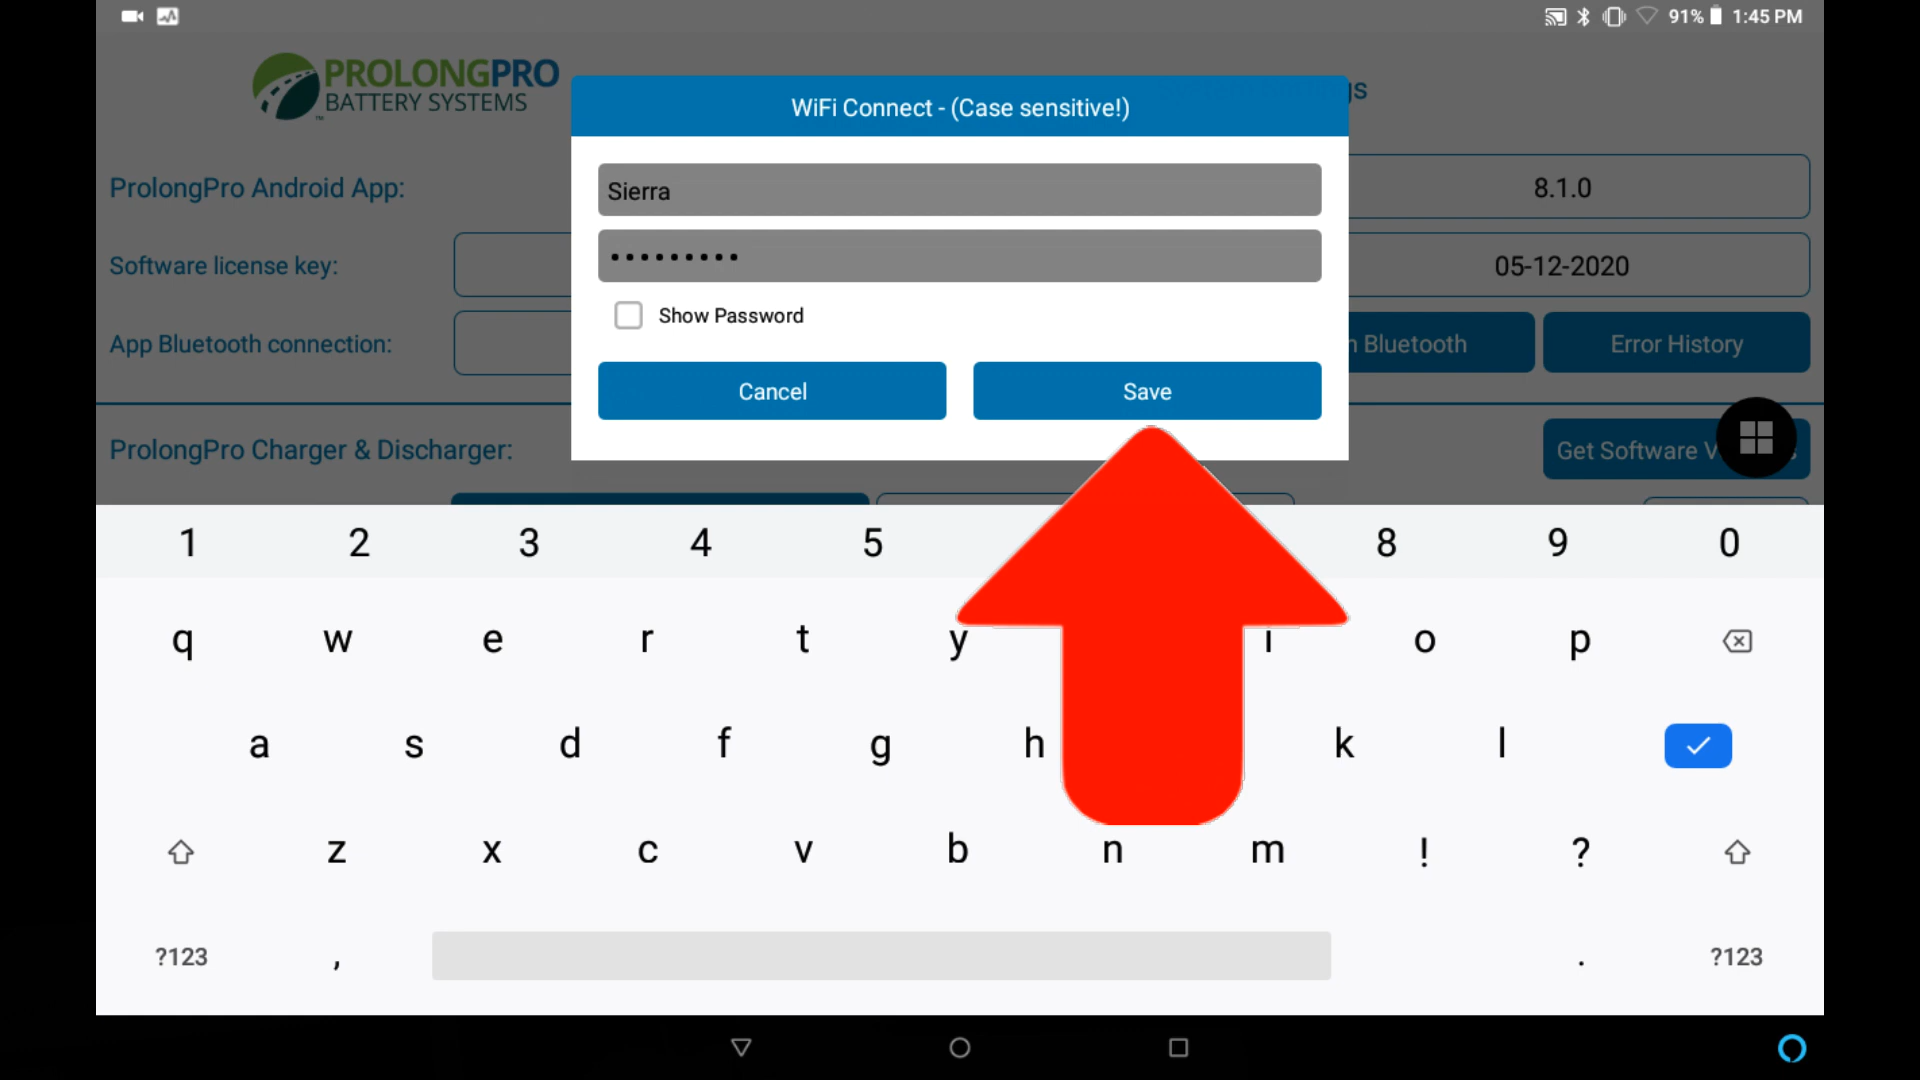 91% 1:45 PM
PROLONGPRO
BATTERY SYSTEMS
™
WiFi Connect - (Case sensitive!)
Sierra
•••••••••
Show Password
Cancel
Save
ProlongPro Android App:
8.1.0
Software license key:
05-12-2020
App Bluetooth connection:
Bluetooth
Error History
ProlongPro Charger & Discharger:
Get Software
1 2 3 4 5 8 9 0
q w e r t y i o p
a s d f g h k l
z x c v b n m ! ?
?123 , . ?123